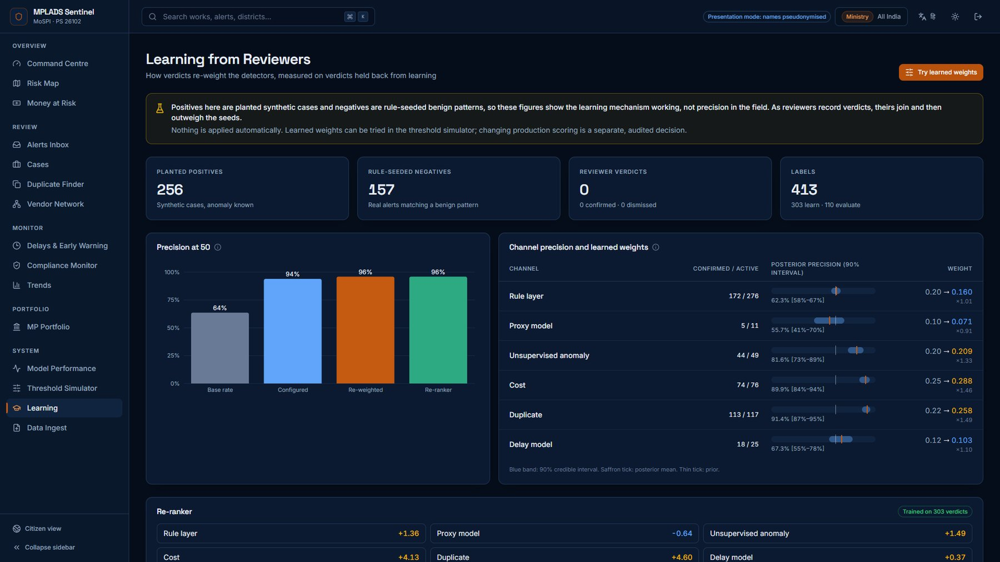 MPLADS Sentinel
MoSPI · PS 26102
Search works, alerts, districts...
⌘ K
Presentation mode: names pseudonymised
Ministry All India
हि
OVERVIEW
Command Centre
Risk Map
Money at Risk
REVIEW
Alerts Inbox
Cases
Duplicate Finder
Vendor Network
MONITOR
Delays & Early Warning
Compliance Monitor
Trends
PORTFOLIO
MP Portfolio
SYSTEM
Model Performance
Threshold Simulator
Learning
Data Ingest
Citizen view
Collapse sidebar
Learning from Reviewers
How verdicts re-weight the detectors, measured on verdicts held back from learning
Try learned weights
Positives here are planted synthetic cases and negatives are rule-seeded benign patterns, so these figures show the learning mechanism working, not precision in the field. As reviewers record verdicts, theirs join and then
outweigh the seeds.
Nothing is applied automatically. Learned weights can be tried in the threshold simulator; changing production scoring is a separate, audited decision.
PLANTED POSITIVES
256
Synthetic cases, anomaly known
RULE-SEEDED NEGATIVES
157
Real alerts matching a benign pattern
REVIEWER VERDICTS
0
0 confirmed · 0 dismissed
LABELS
413
303 learn · 110 evaluate
Precision at 50
100%
75%
50%
25%
0%
64%
94%
96%
96%
Base rate
Configured
Re-weighted
Re-ranker
Channel precision and learned weights
CHANNEL CONFIRMED / ACTIVE POSTERIOR PRECISION (90% INTERVAL) WEIGHT
Rule layer 172 / 276 62.3% [58%–67%] 0.20 → 0.160 ×1.01
Proxy model 5 / 11 55.7% [41%–70%] 0.10 → 0.071 ×0.91
Unsupervised anomaly 44 / 49 81.6% [73%–89%] 0.20 → 0.209 ×1.33
Cost 74 / 76 89.9% [84%–94%] 0.25 → 0.288 ×1.46
Duplicate 113 / 117 91.4% [87%–95%] 0.22 → 0.258 ×1.49
Delay model 18 / 25 67.3% [55%–78%] 0.12 → 0.103 ×1.10
Blue band: 90% credible interval. Saffron tick: posterior mean. Thin tick: prior.
Re-ranker
Trained on 303 verdicts
Rule layer +1.36
Proxy model -0.64
Unsupervised anomaly +1.49
Cost +4.13
Duplicate +4.60
Delay model +0.37